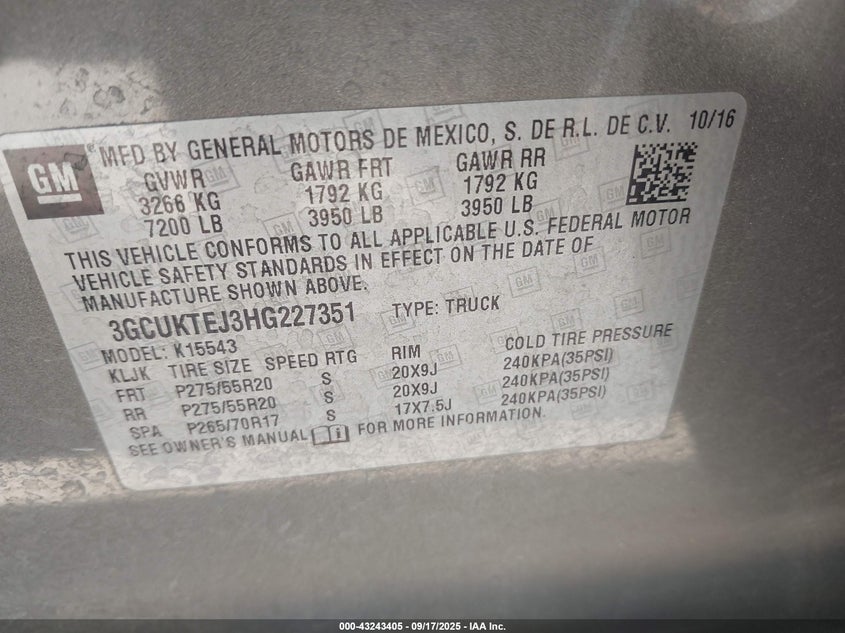 GM
MFD BY GENERAL MOTORS DE MEXICO, S. DE R.L. DE C.V. 10/16
GVWR GAWR FRT GAWR RR
3266 KG 1792 KG 1792 KG
7200 LB 3950 LB 3950 LB
THIS VEHICLE CONFORMS TO ALL APPLICABLE U.S. FEDERAL MOTOR
VEHICLE SAFETY STANDARDS IN EFFECT ON THE DATE OF
MANUFACTURE SHOWN ABOVE.
3GCUKTEJ3HG227351 TYPE: TRUCK
MODEL: K15543
KLJK TIRE SIZE SPEED RTG RIM COLD TIRE PRESSURE
FRT P275/55R20 S 20X9J 240KPA(35PSI)
RR P275/55R20 S 20X9J 240KPA(35PSI)
SPA P265/70R17 S 17X7.5J 240KPA(35PSI)
SEE OWNER'S MANUAL FOR MORE INFORMATION.
000-43243405 - 09/17/2025 - IAA Inc.